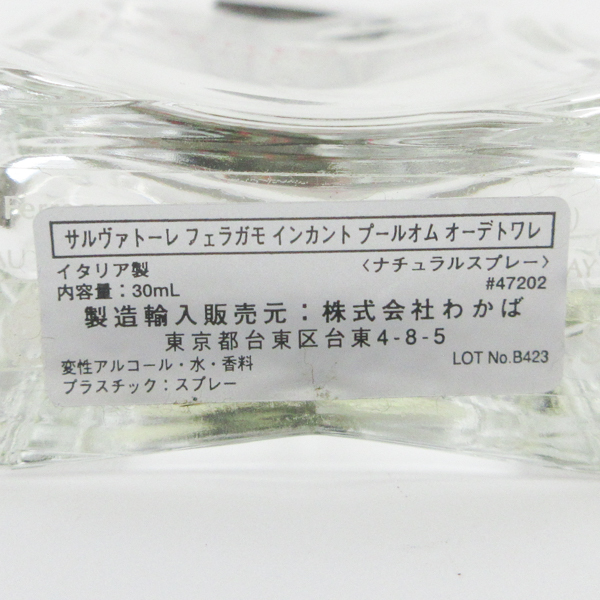 サルヴァトーレ フェラガモ インカント プールオム オーデトワレ
イタリア製 〈ナチュラルスプレー〉
内容量：30mL #47202
製造輸入販売元：株式会社わかば
東京都台東区台東4-8-5
変性アルコール・水・香料 LOT No.B423
プラスチック：スプレー